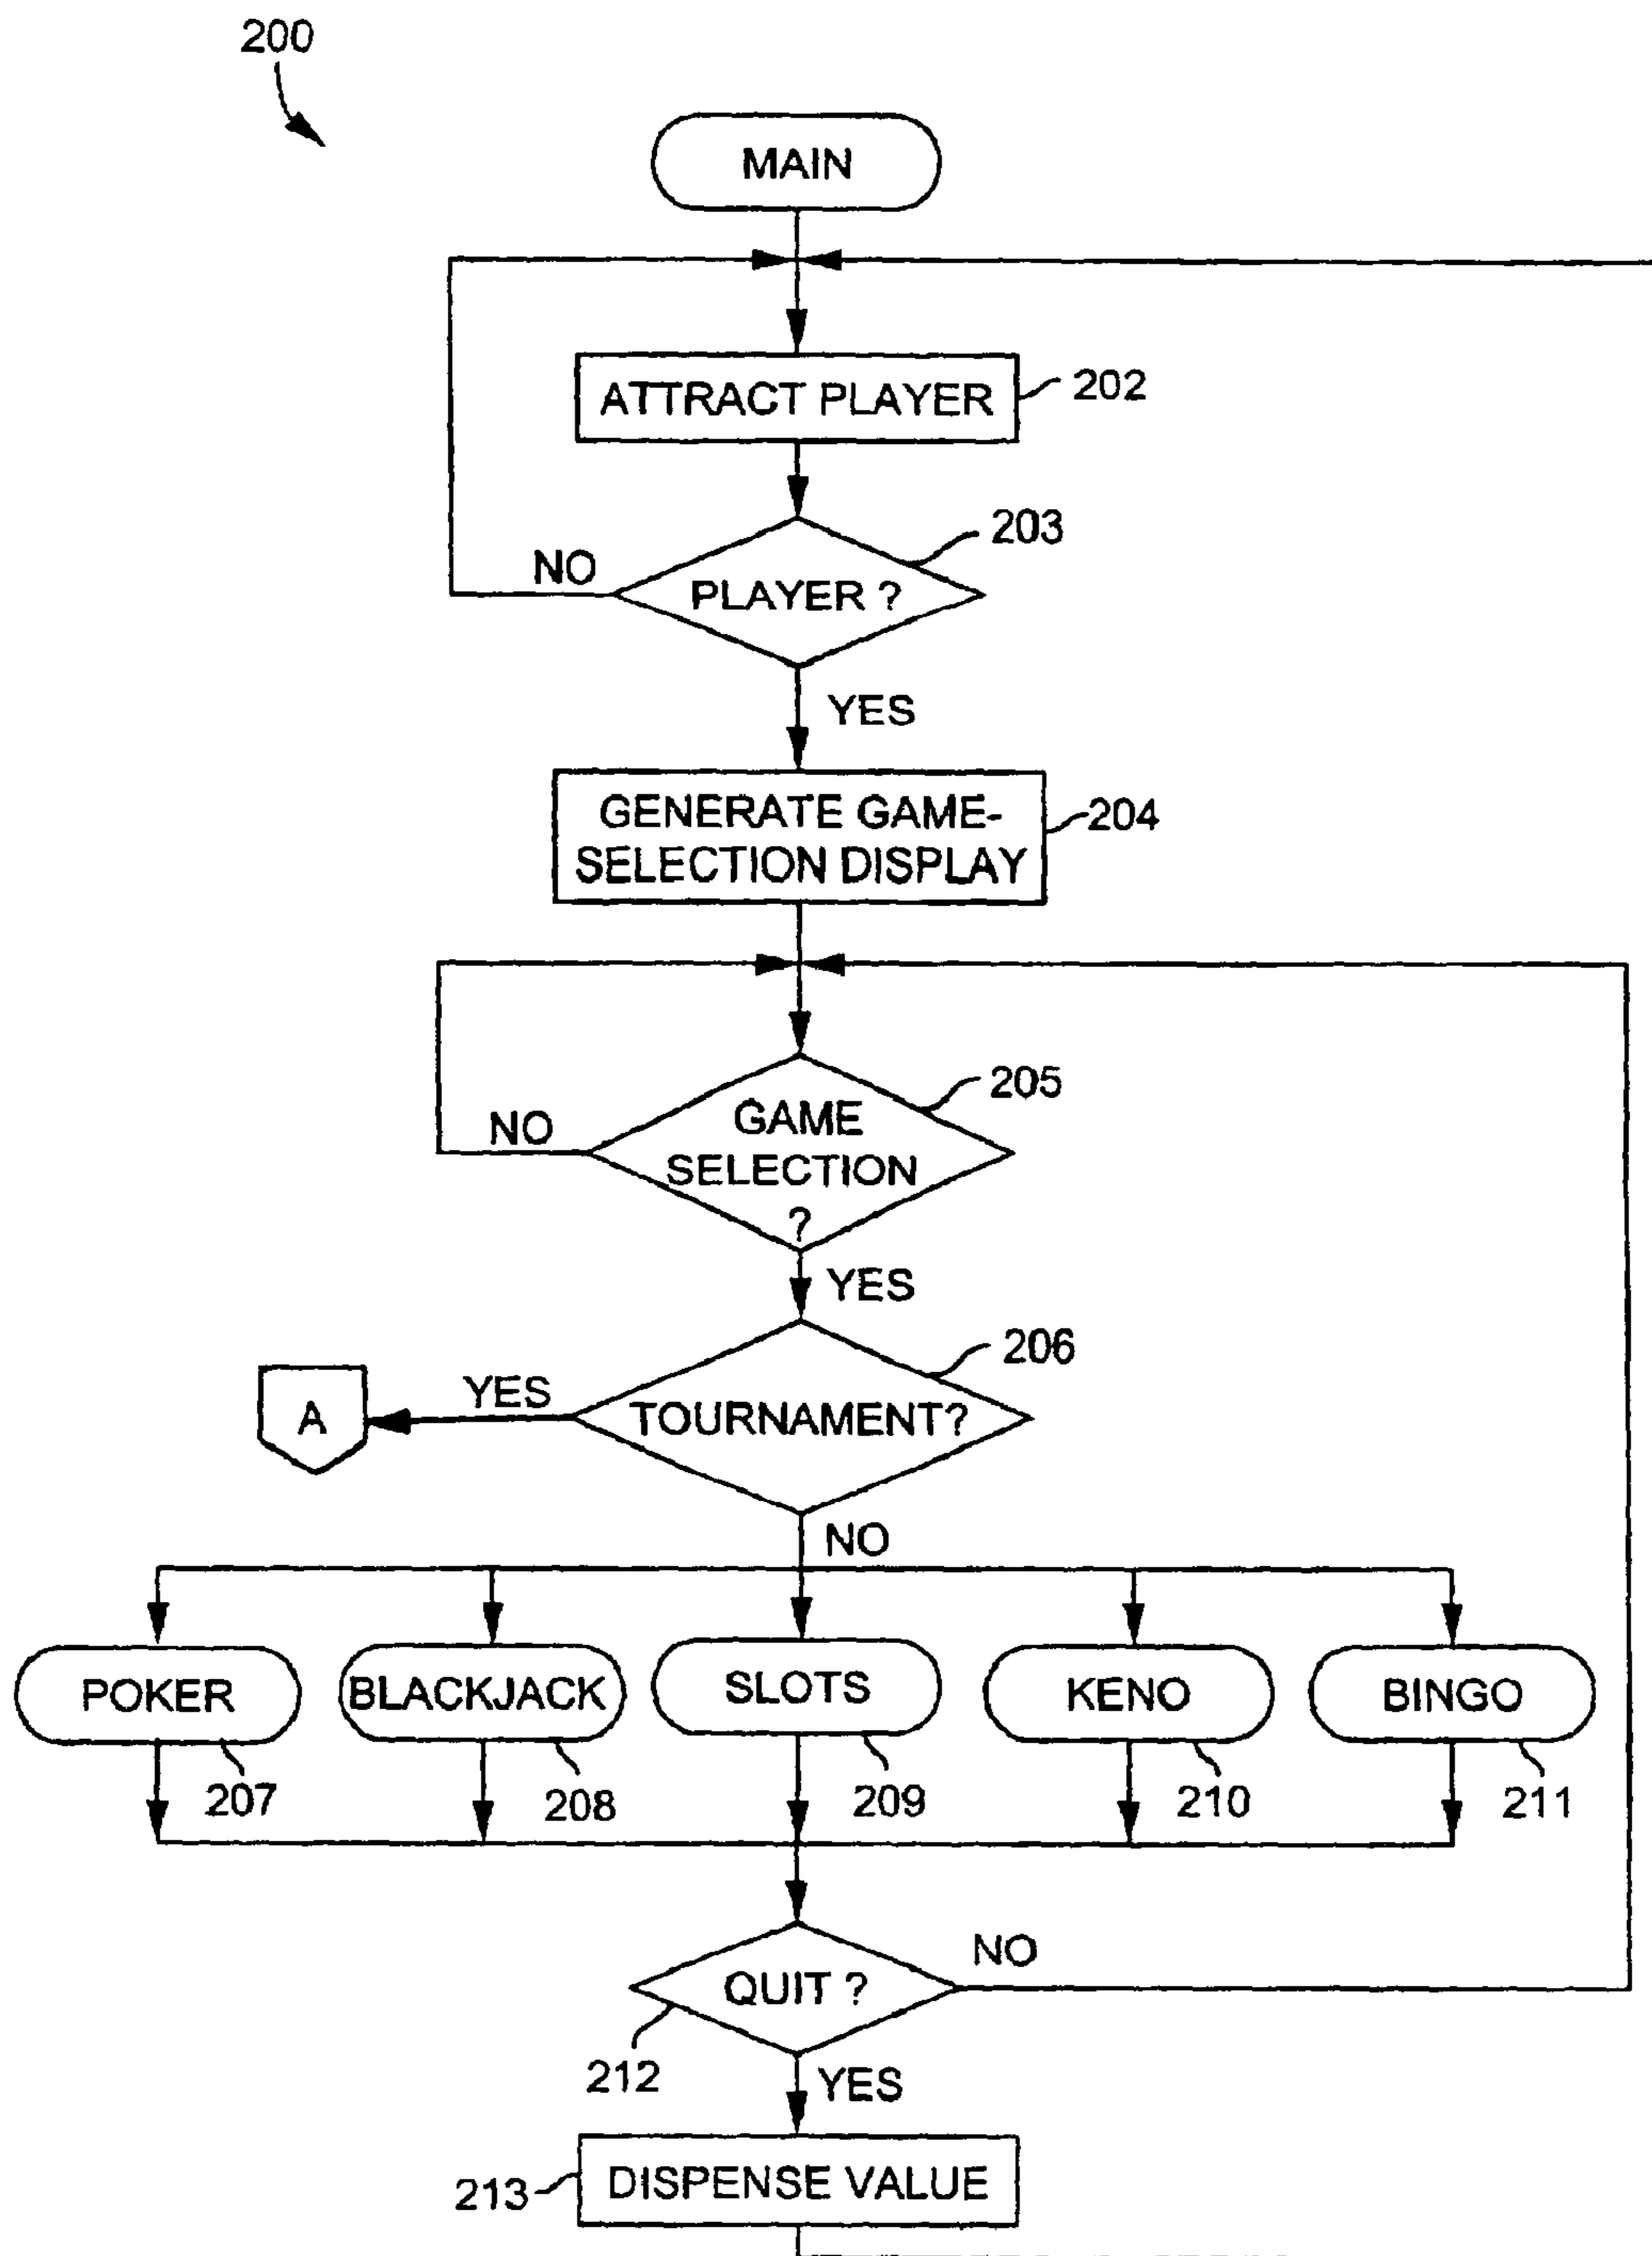 200
MAIN
ATTRACT PLAYER
202
203
NO
PLAYER ?
YES
GENERATE GAME-
SELECTION DISPLAY
204
205
NO
GAME
SELECTION
?
YES
206
YES
A
TOURNAMENT?
NO
POKER
BLACKJACK
SLOTS
KENO
BINGO
207
208
209
210
211
NO
QUIT ?
212
YES
213
DISPENSE VALUE